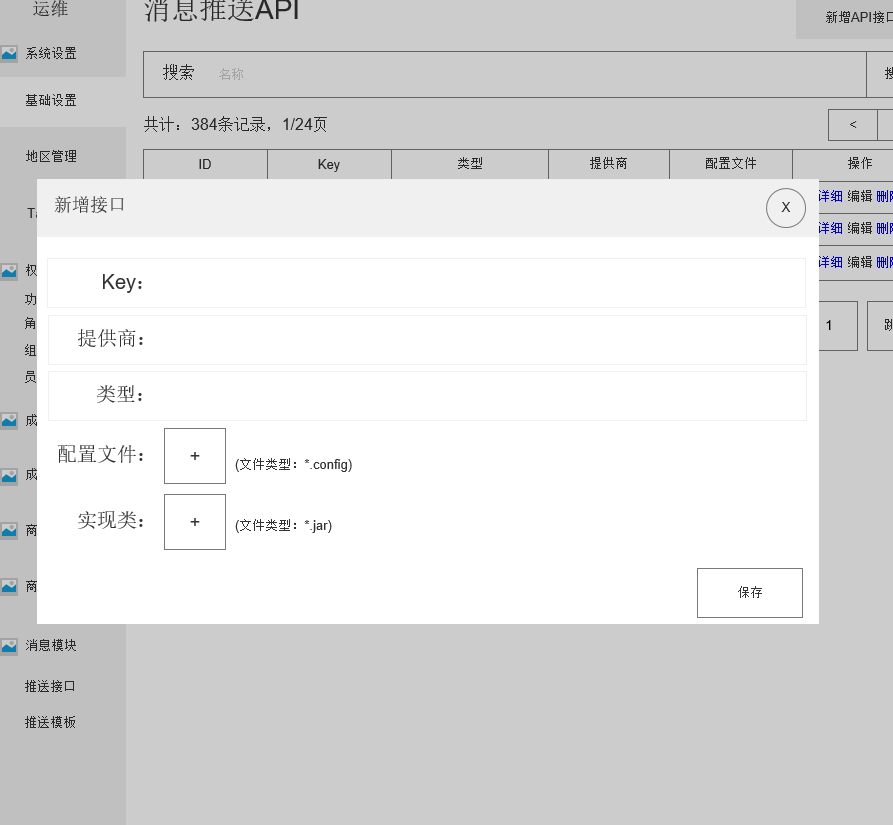 运维
消息推送API
新增API接口
系统设置
搜索 名称
基础设置
共计：384条记录，1/24页
<
地区管理
ID Key 类型 提供商 配置文件 操作
详细 编辑
详细 编辑
详细 编辑
新增接口
X
Key：
提供商：
类型：
配置文件：
+
(文件类型：*.config)
实现类：
+
(文件类型：*.jar)
保存
1
权
功
角
组
员
成
成
商
商
消息模块
推送接口
推送模板